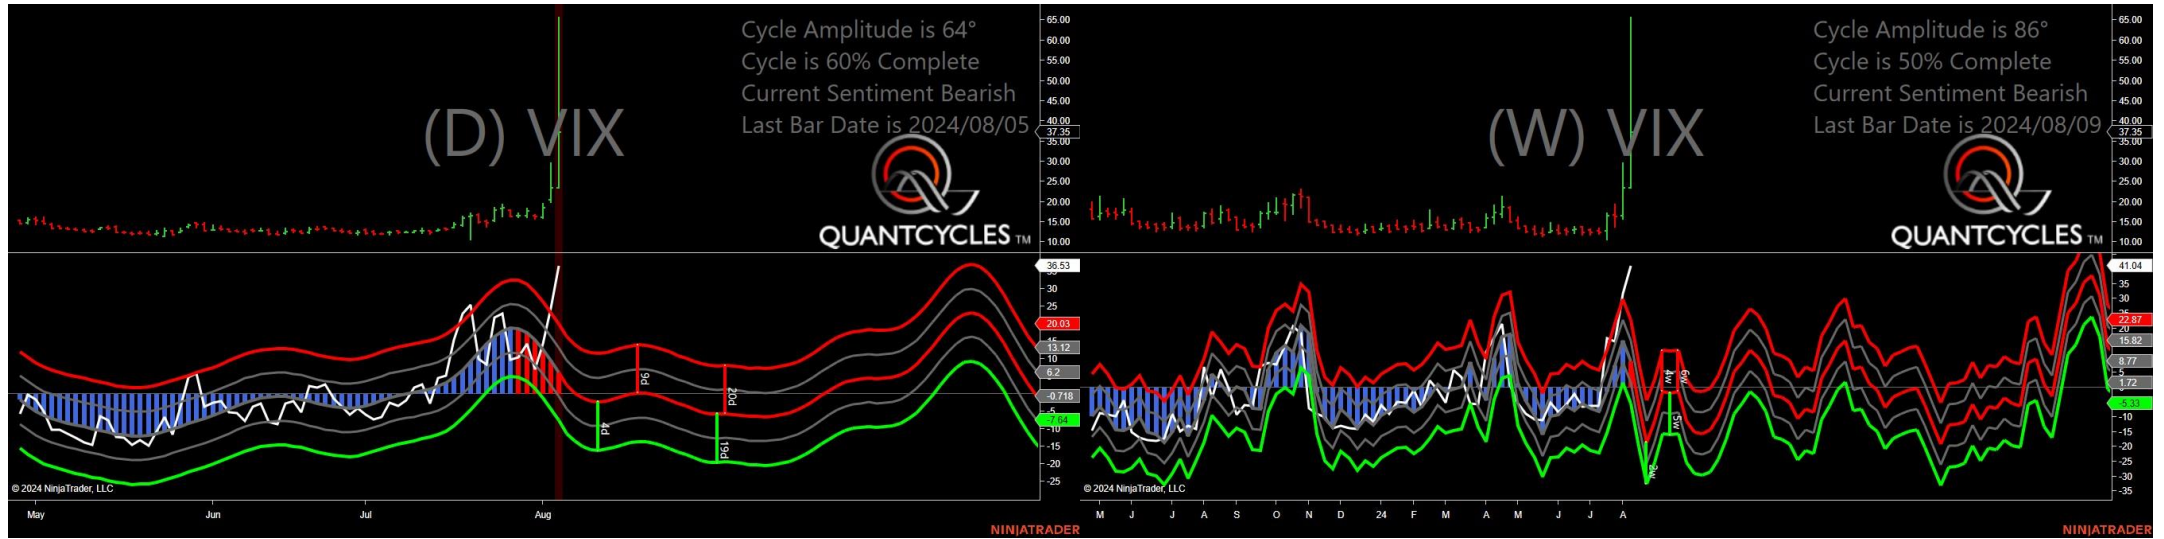 Cycle Amplitude is 64°
Cycle is 60% Complete
Current Sentiment Bearish
Last Bar Date is 2024/08/05
(D) VIX
QUANTCYCLES TM
65.00
60.00
55.00
50.00
45.00
40.00
37.35
35.00
30.00
25.00
20.00
15.00
10.00
36.53
30
25
20.03
15
13.12
10
6.2
-0.718
-5
-7.64
-10
-15
-20
-25
9d
20d
4d
19d
© 2024 NinjaTrader, LLC
May Jun Jul Aug
NINJATRADER
Cycle Amplitude is 86°
Cycle is 50% Complete
Current Sentiment Bearish
Last Bar Date is 2024/08/09
(W) VIX
QUANTCYCLES TM
65.00
60.00
55.00
50.00
45.00
40.00
37.35
35.00
30.00
25.00
20.00
15.00
10.00
41.04
35
30
22.87
20
15.82
8.77
5
1.72
-5.33
-10
-15
-20
-25
-30
-35
4w
6w
5w
2w
© 2024 NinjaTrader, LLC
M J J A S O N D 24 F M A M J J A
NINJATRADER